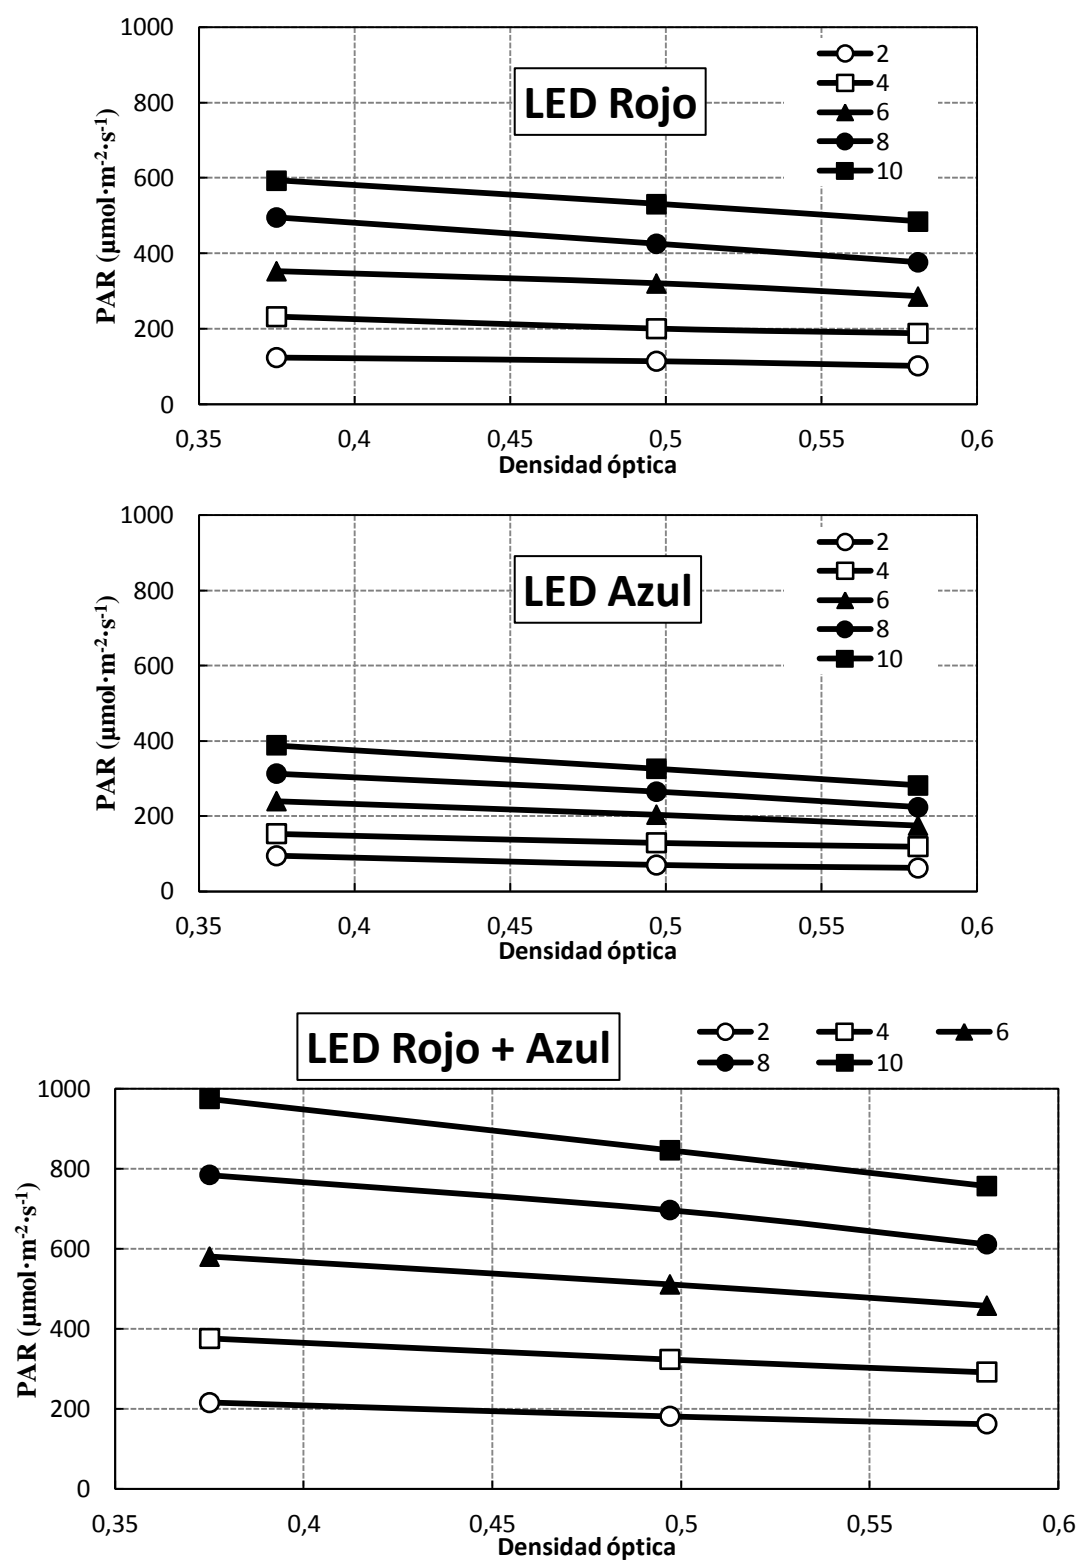 LED Rojo
2
4
6
8
10
PAR (µmol·m⁻²·s⁻¹)
1000
800
600
400
200
0
0,35 0,4 0,45 0,5 0,55 0,6
Densidad óptica
LED Azul
2
4
6
8
10
PAR (µmol·m⁻²·s⁻¹)
1000
800
600
400
200
0
0,35 0,4 0,45 0,5 0,55 0,6
Densidad óptica
LED Rojo + Azul
2 4 6
8 10
PAR (µmol·m⁻²·s⁻¹)
1000
800
600
400
200
0
0,35 0,4 0,45 0,5 0,55 0,6
Densidad óptica